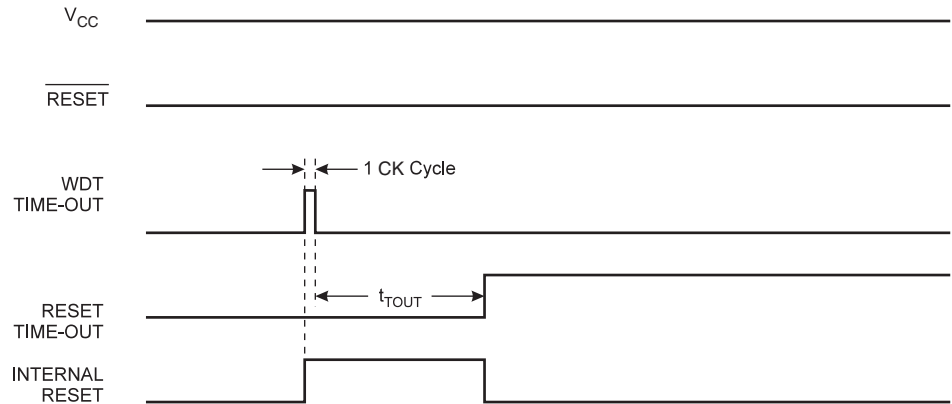 VCC
RESET
1 CK Cycle
WDT
TIME-OUT
tTOUT
RESET
TIME-OUT
INTERNAL
RESET